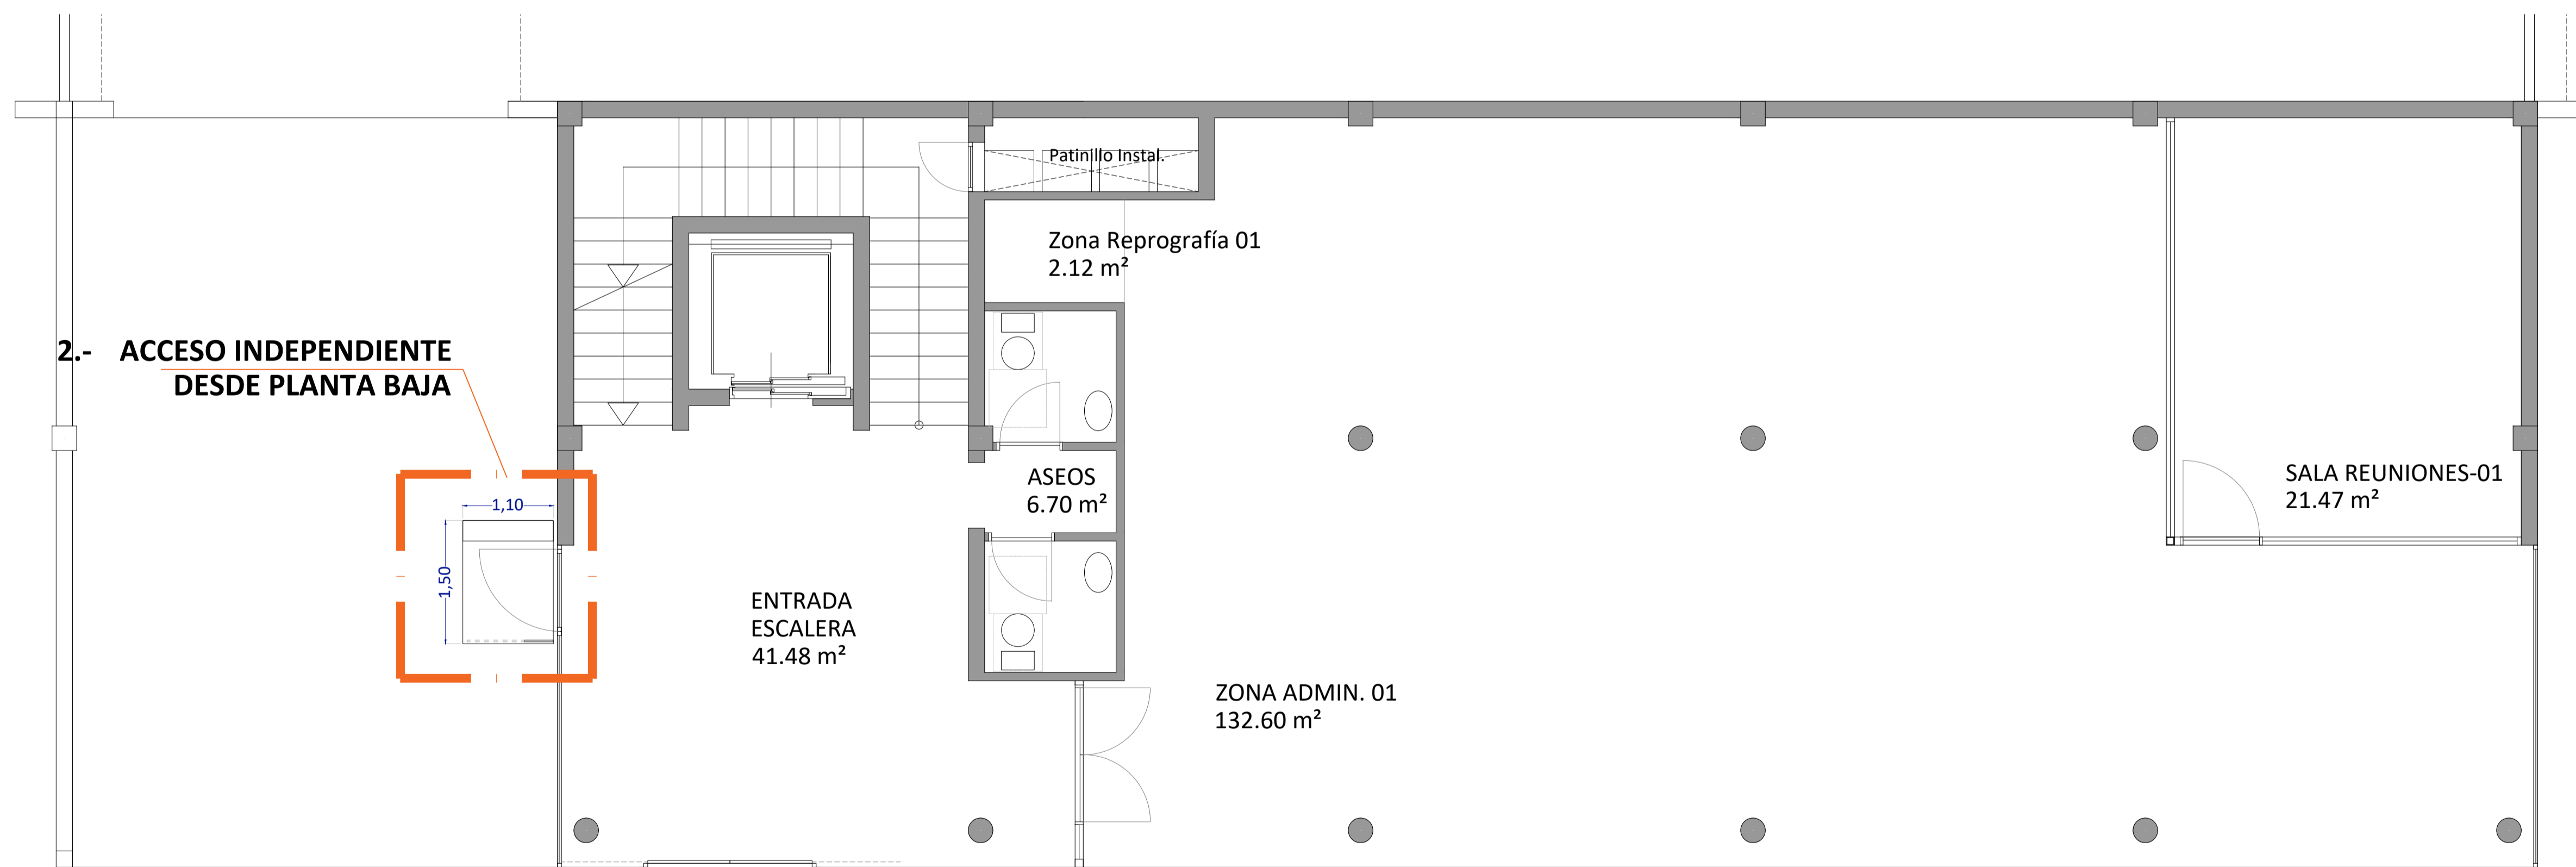 Patinillo Instal.
Zona Reprografía 01
2.12 m²
2.- ACCESO INDEPENDIENTE
DESDE PLANTA BAJA
1,10
1,50
ASEOS
6.70 m²
SALA REUNIONES-01
21.47 m²
ENTRADA
ESCALERA
41.48 m²
ZONA ADMIN. 01
132.60 m²